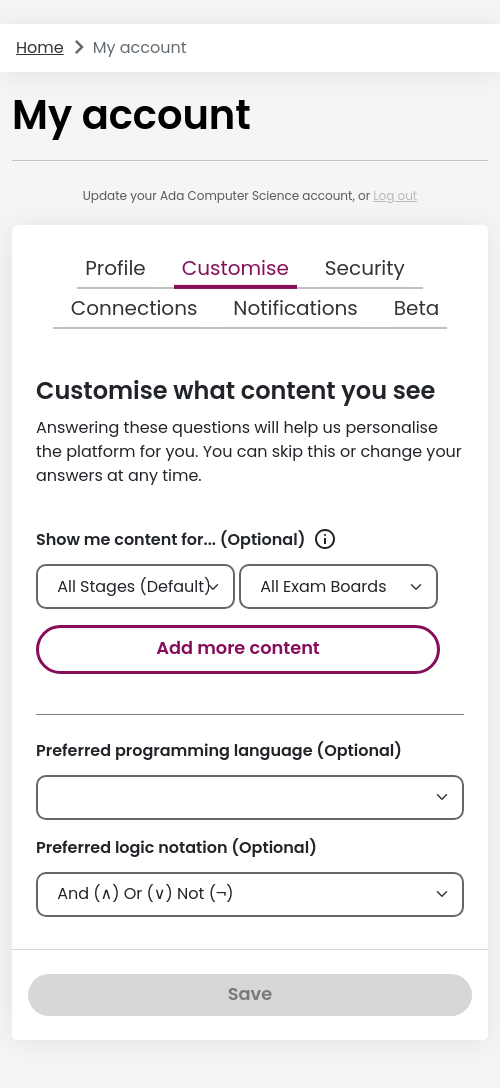 Home > My account
My account
Update your Ada Computer Science account, or Log out
Profile Customise Security
Connections Notifications Beta
Customise what content you see
Answering these questions will help us personalise
the platform for you. You can skip this or change your
answers at any time.
Show me content for... (Optional)
All Stages (Default) All Exam Boards
Add more content
Preferred programming language (Optional)
Preferred logic notation (Optional)
And (∧) Or (∨) Not (¬)
Save